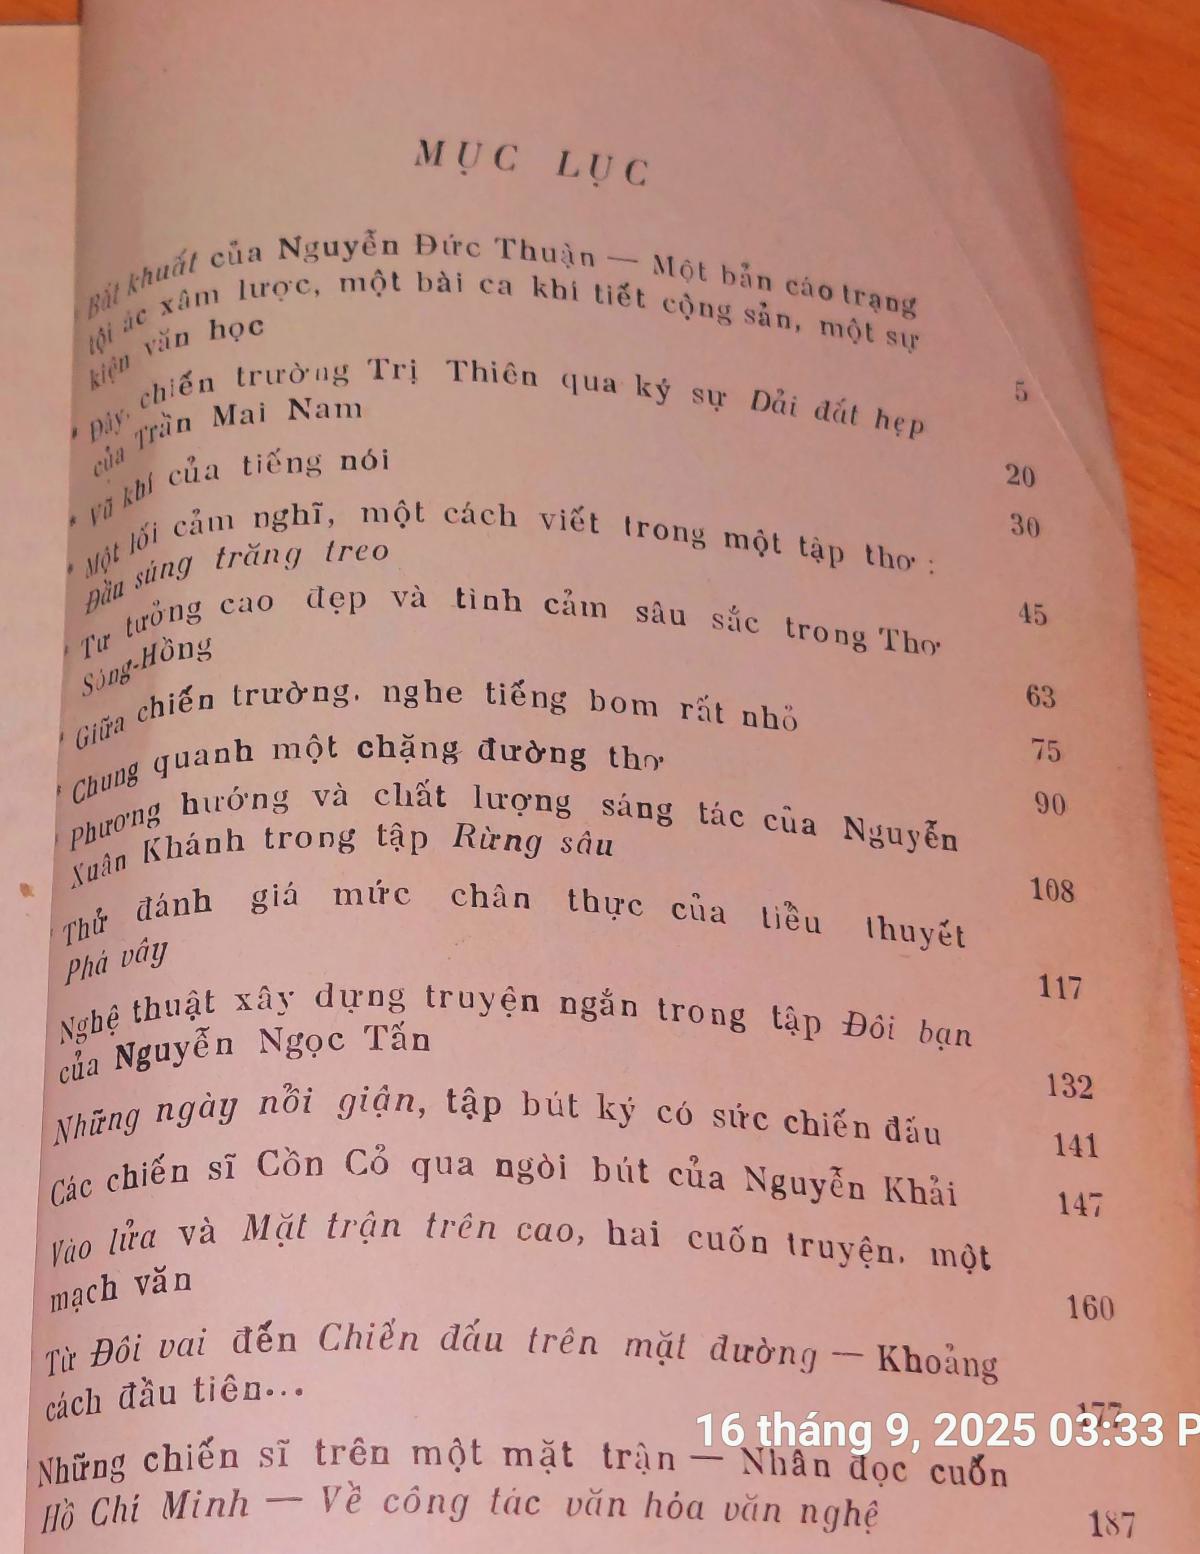 MỤC LỤC
* Bất khuất của Nguyễn Đức Thuận — Một bản cáo trạng
tội ác xâm lược, một bài ca khí tiết cộng sản, một sự
kiện văn học 5
* Đây, chiến trường Trị Thiên qua ký sự Dải đất hẹp
của Trần Mai Nam 20
* Vũ khí của tiếng nói 30
* Một lối cảm nghĩ, một cách viết trong một tập thơ :
Đầu súng trăng treo 45
* Tư tưởng cao đẹp và tình cảm sâu sắc trong Thơ
Sóng-Hồng 63
* Giữa chiến trường, nghe tiếng bom rất nhỏ 75
* Chung quanh một chặng đường thơ 90
* Phương hướng và chất lượng sáng tác của Nguyễn
Xuân Khánh trong tập Rừng sâu 108
Thử đánh giá mức chân thực của tiểu thuyết
Phá vây 117
Nghệ thuật xây dựng truyện ngắn trong tập Đôi bạn
của Nguyễn Ngọc Tấn 132
Những ngày nổi giận, tập bút ký có sức chiến đấu 141
Các chiến sĩ Cồn Cỏ qua ngòi bút của Nguyễn Khải 147
Vào lửa và Mặt trận trên cao, hai cuốn truyện, một
mạch văn 160
Từ Đôi vai đến Chiến đấu trên mặt đường — Khoảng
cách đầu tiên... 177
16 tháng 9, 2025 03:33 P
Những chiến sĩ trên một mặt trận — Nhân đọc cuốn
Hồ Chí Minh — Về công tác văn hóa văn nghệ 187